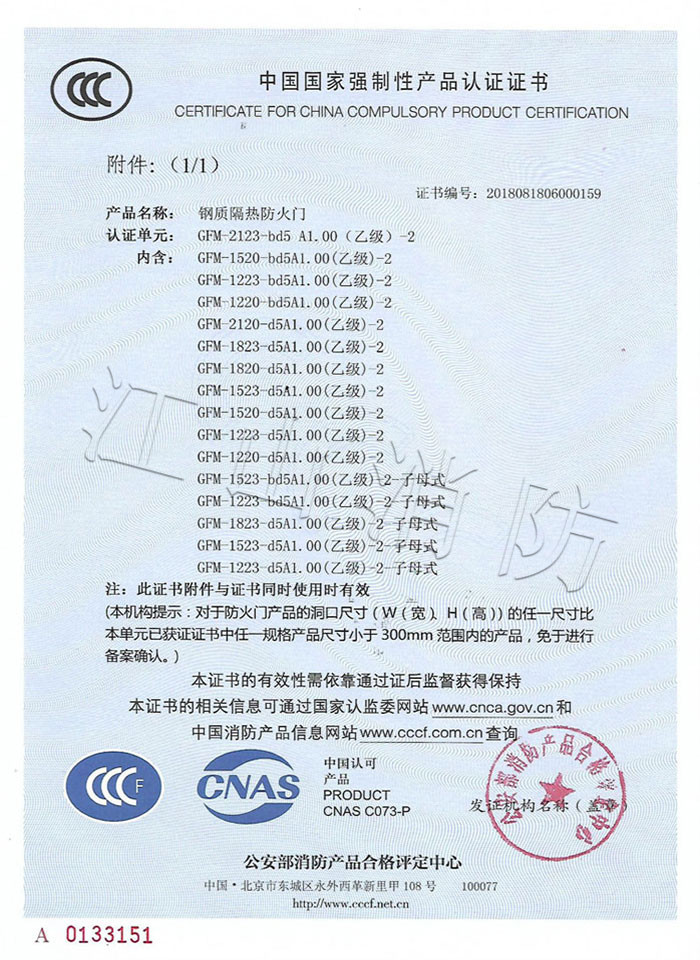 中国国家强制性产品认证证书
CERTIFICATE FOR CHINA COMPULSORY PRODUCT CERTIFICATION
附件：（1/1）
证书编号：2018081806000159
产品名称： 钢质隔热防火门
认证单元： GFM-2123-bd5 A1.00（乙级）-2
内含： GFM-1520-bd5A1.00(乙级)-2
GFM-1223-bd5A1.00(乙级)-2
GFM-1220-bd5A1.00(乙级)-2
GFM-2120-d5A1.00(乙级)-2
GFM-1823-d5A1.00(乙级)-2
GFM-1820-d5A1.00(乙级)-2
GFM-1523-d5A1.00(乙级)-2
GFM-1520-d5A1.00(乙级)-2
GFM-1223-d5A1.00(乙级)-2
GFM-1220-d5A1.00(乙级)-2
GFM-1523-bd5A1.00(乙级)-2-子母式
GFM-1223-bd5A1.00(乙级)-2-子母式
GFM-1823-d5A1.00(乙级)-2-子母式
GFM-1523-d5A1.00(乙级)-2-子母式
GFM-1223-d5A1.00(乙级)-2-子母式
江山消防
注：此证书附件与证书同时使用时有效
(本机构提示：对于防火门产品的洞口尺寸（W（宽）、H（高））的任一尺寸比
本单元已获证证书中任一规格产品尺寸小于300mm 范围内的产品，免于进行
备案确认。)
本证书的有效性需依靠通过证后监督获得保持
本证书的相关信息可通过国家认监委网站www.cnca.gov.cn和
中国消防产品信息网站www.cccf.com.cn查询
CCCF
CNAS
中国认可
产品
PRODUCT
CNAS C073-P
公安部消防产品合格评定中心
发证机构名称（盖章）
公安部消防产品合格评定中心
中国·北京市东城区永外西革新里甲108号 100077
http://www.cccf.net.cn
A 0133151